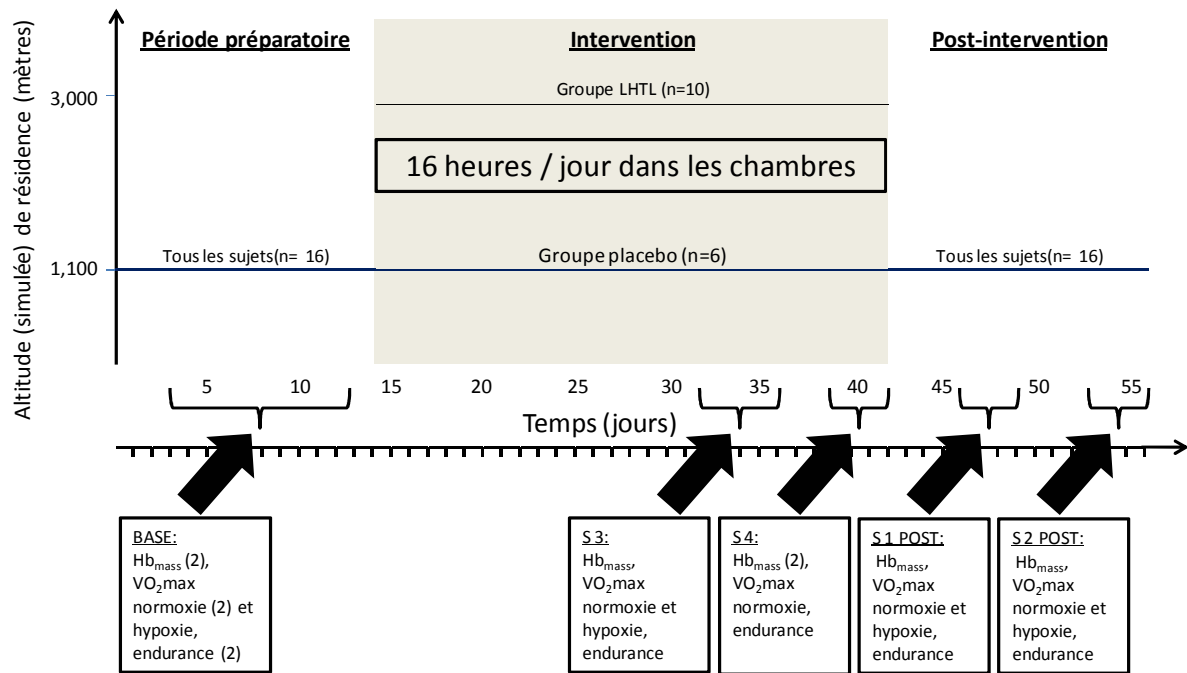 Période préparatoire
Intervention
Post-intervention
Altitude (simulée) de résidence (mètres)
3,000
Groupe LHTL (n=10)
16 heures / jour dans les chambres
1,100
Tous les sujets(n= 16)
Groupe placebo (n=6)
Tous les sujets(n= 16)
5 10 15 20 25 30 35 40 45 50 55
Temps (jours)
BASE:
Hbmass (2),
VO2max
normoxie (2) et
hypoxie,
endurance (2)
S 3:
Hbmass,
VO2max
normoxie et
hypoxie,
endurance
S 4:
Hbmass (2),
VO2max
normoxie,
endurance
S 1 POST:
Hbmass,
VO2max
normoxie et
hypoxie,
endurance
S 2 POST:
Hbmass,
VO2max
normoxie et
hypoxie,
endurance